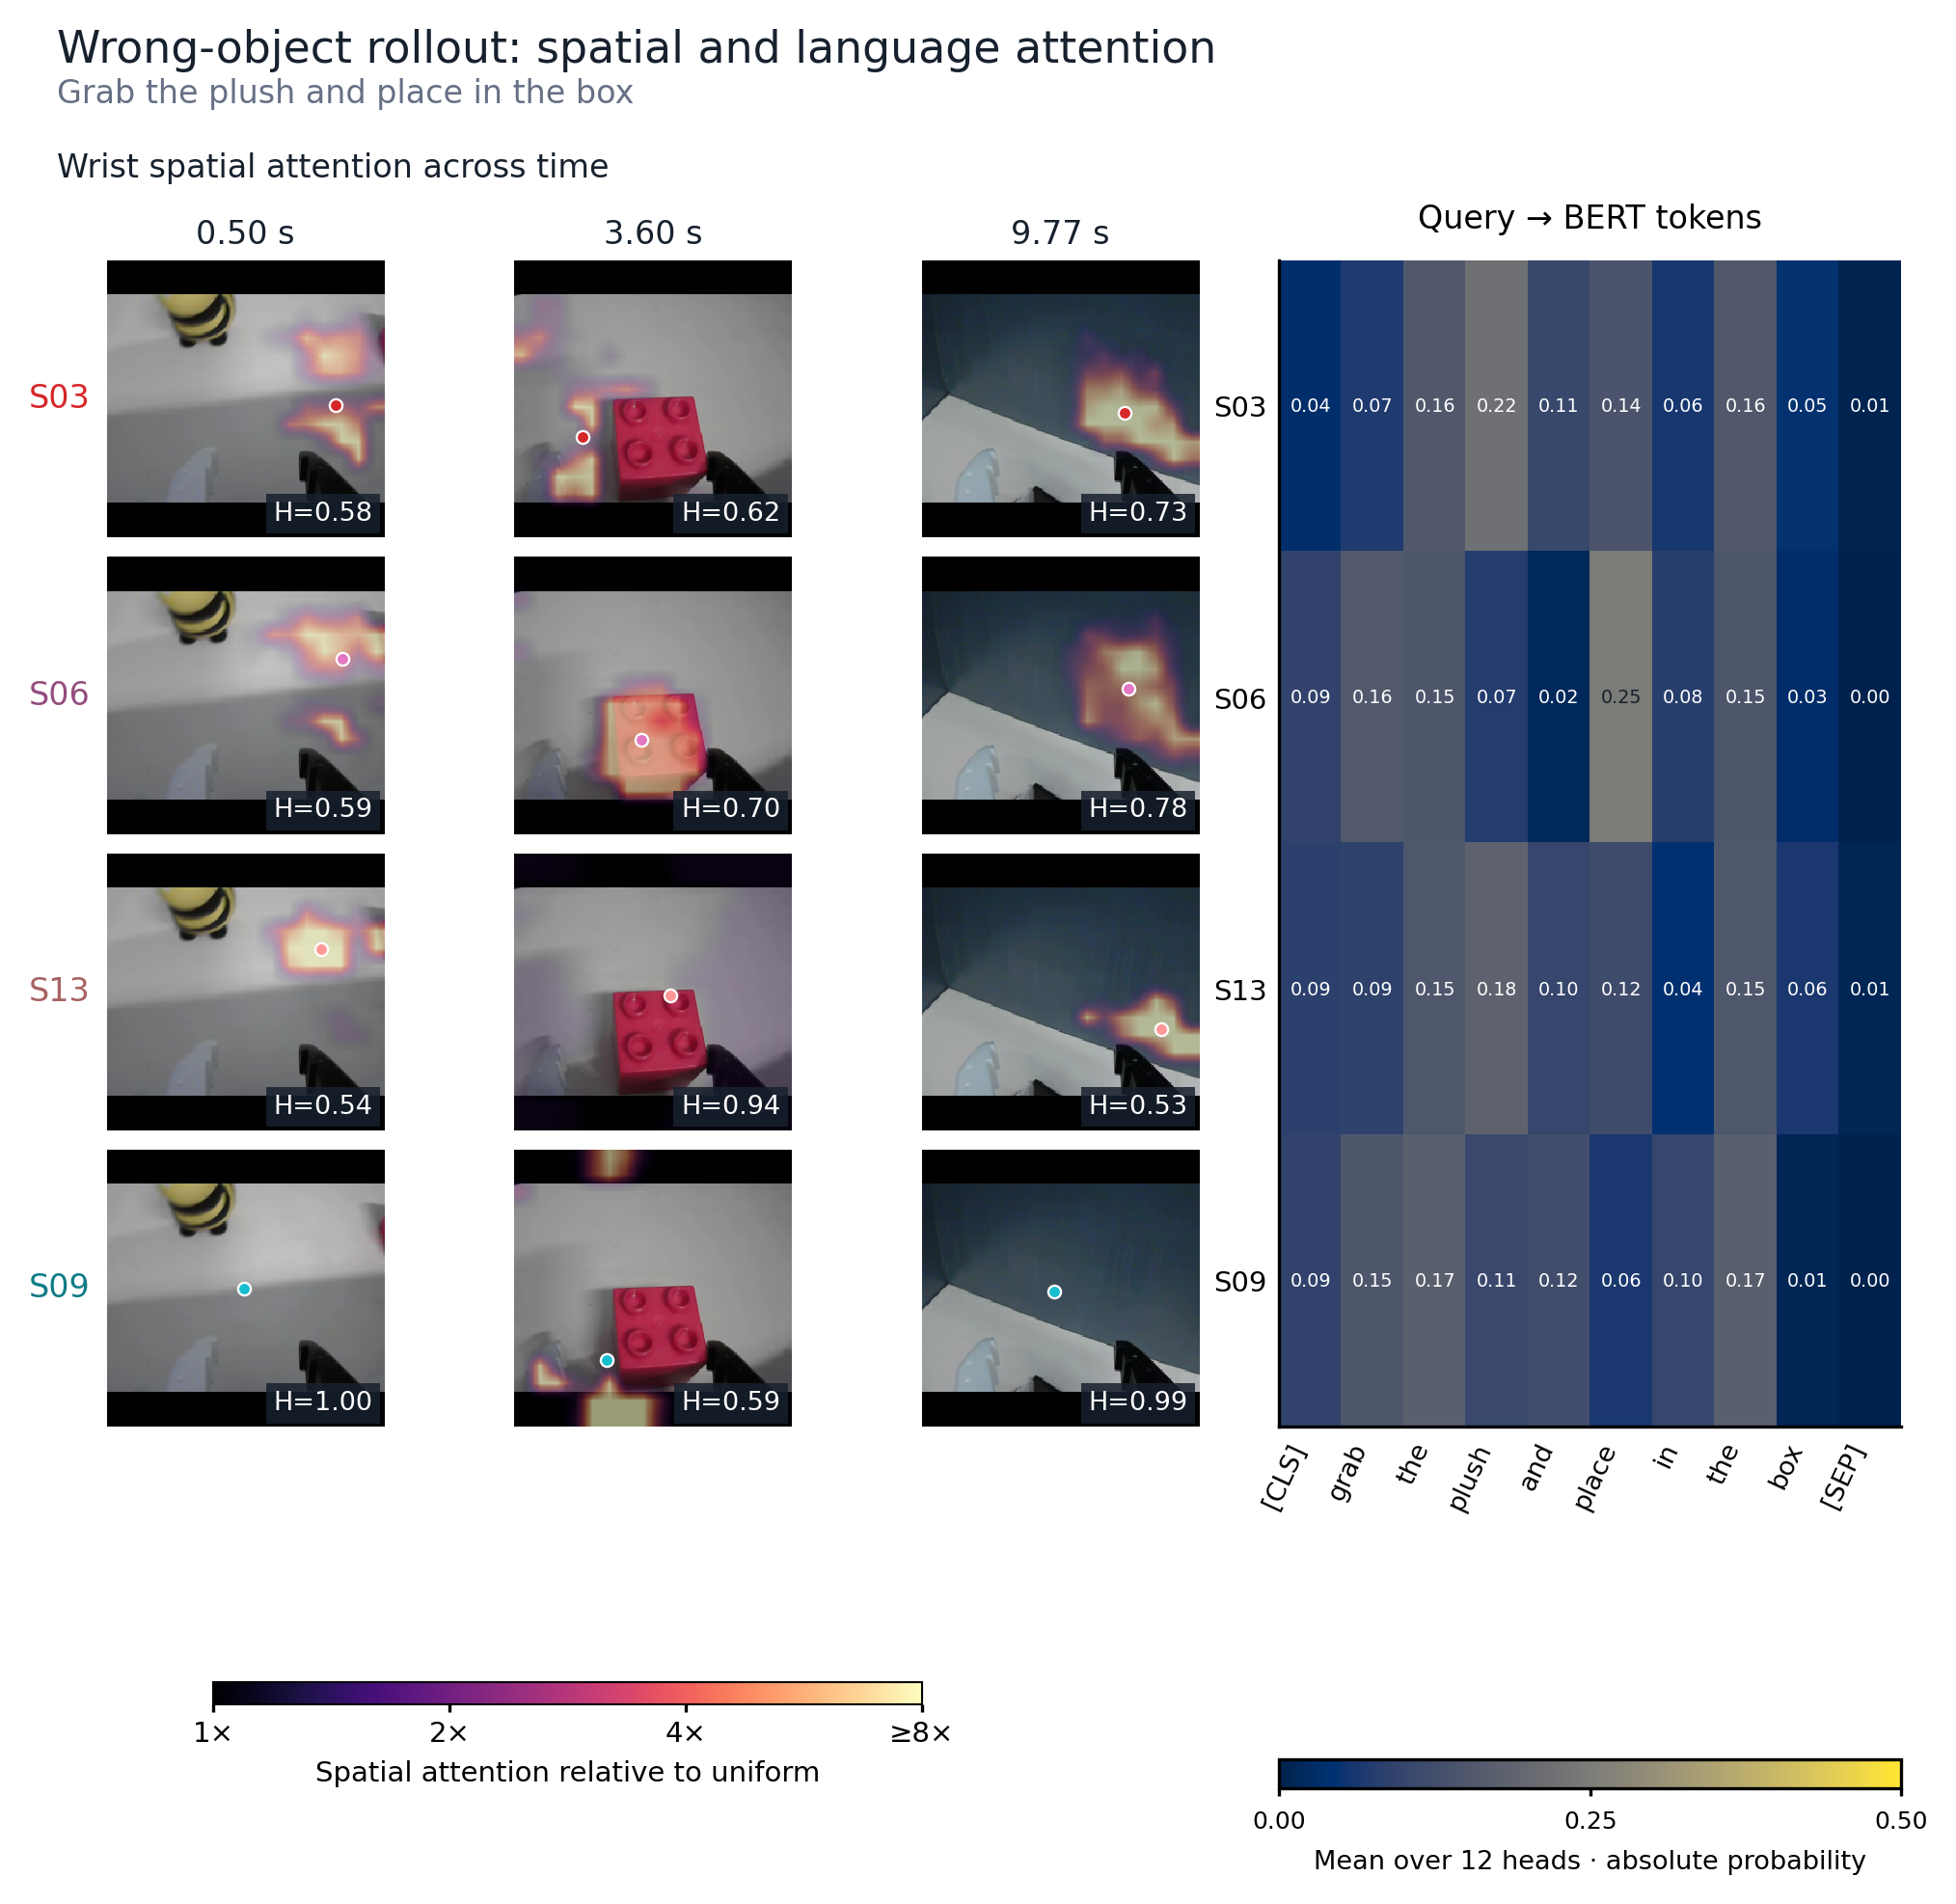 Wrong-object rollout: spatial and language attention
Grab the plush and place in the box
Wrist spatial attention across time
0.50 s 3.60 s 9.77 s
Query → BERT tokens
S03
H=0.58 H=0.62 H=0.73
S03 0.04 0.07 0.16 0.22 0.11 0.14 0.06 0.16 0.05 0.01
S06
H=0.59 H=0.70 H=0.78
S06 0.09 0.16 0.15 0.07 0.02 0.25 0.08 0.15 0.03 0.00
S13
H=0.54 H=0.94 H=0.53
S13 0.09 0.09 0.15 0.18 0.10 0.12 0.04 0.15 0.06 0.01
S09
H=1.00 H=0.59 H=0.99
S09 0.09 0.15 0.17 0.11 0.12 0.06 0.10 0.17 0.01 0.00
[CLS] grab the plush and place in the box [SEP]
1× 2× 4× ≥8×
Spatial attention relative to uniform
0.00 0.25 0.50
Mean over 12 heads · absolute probability